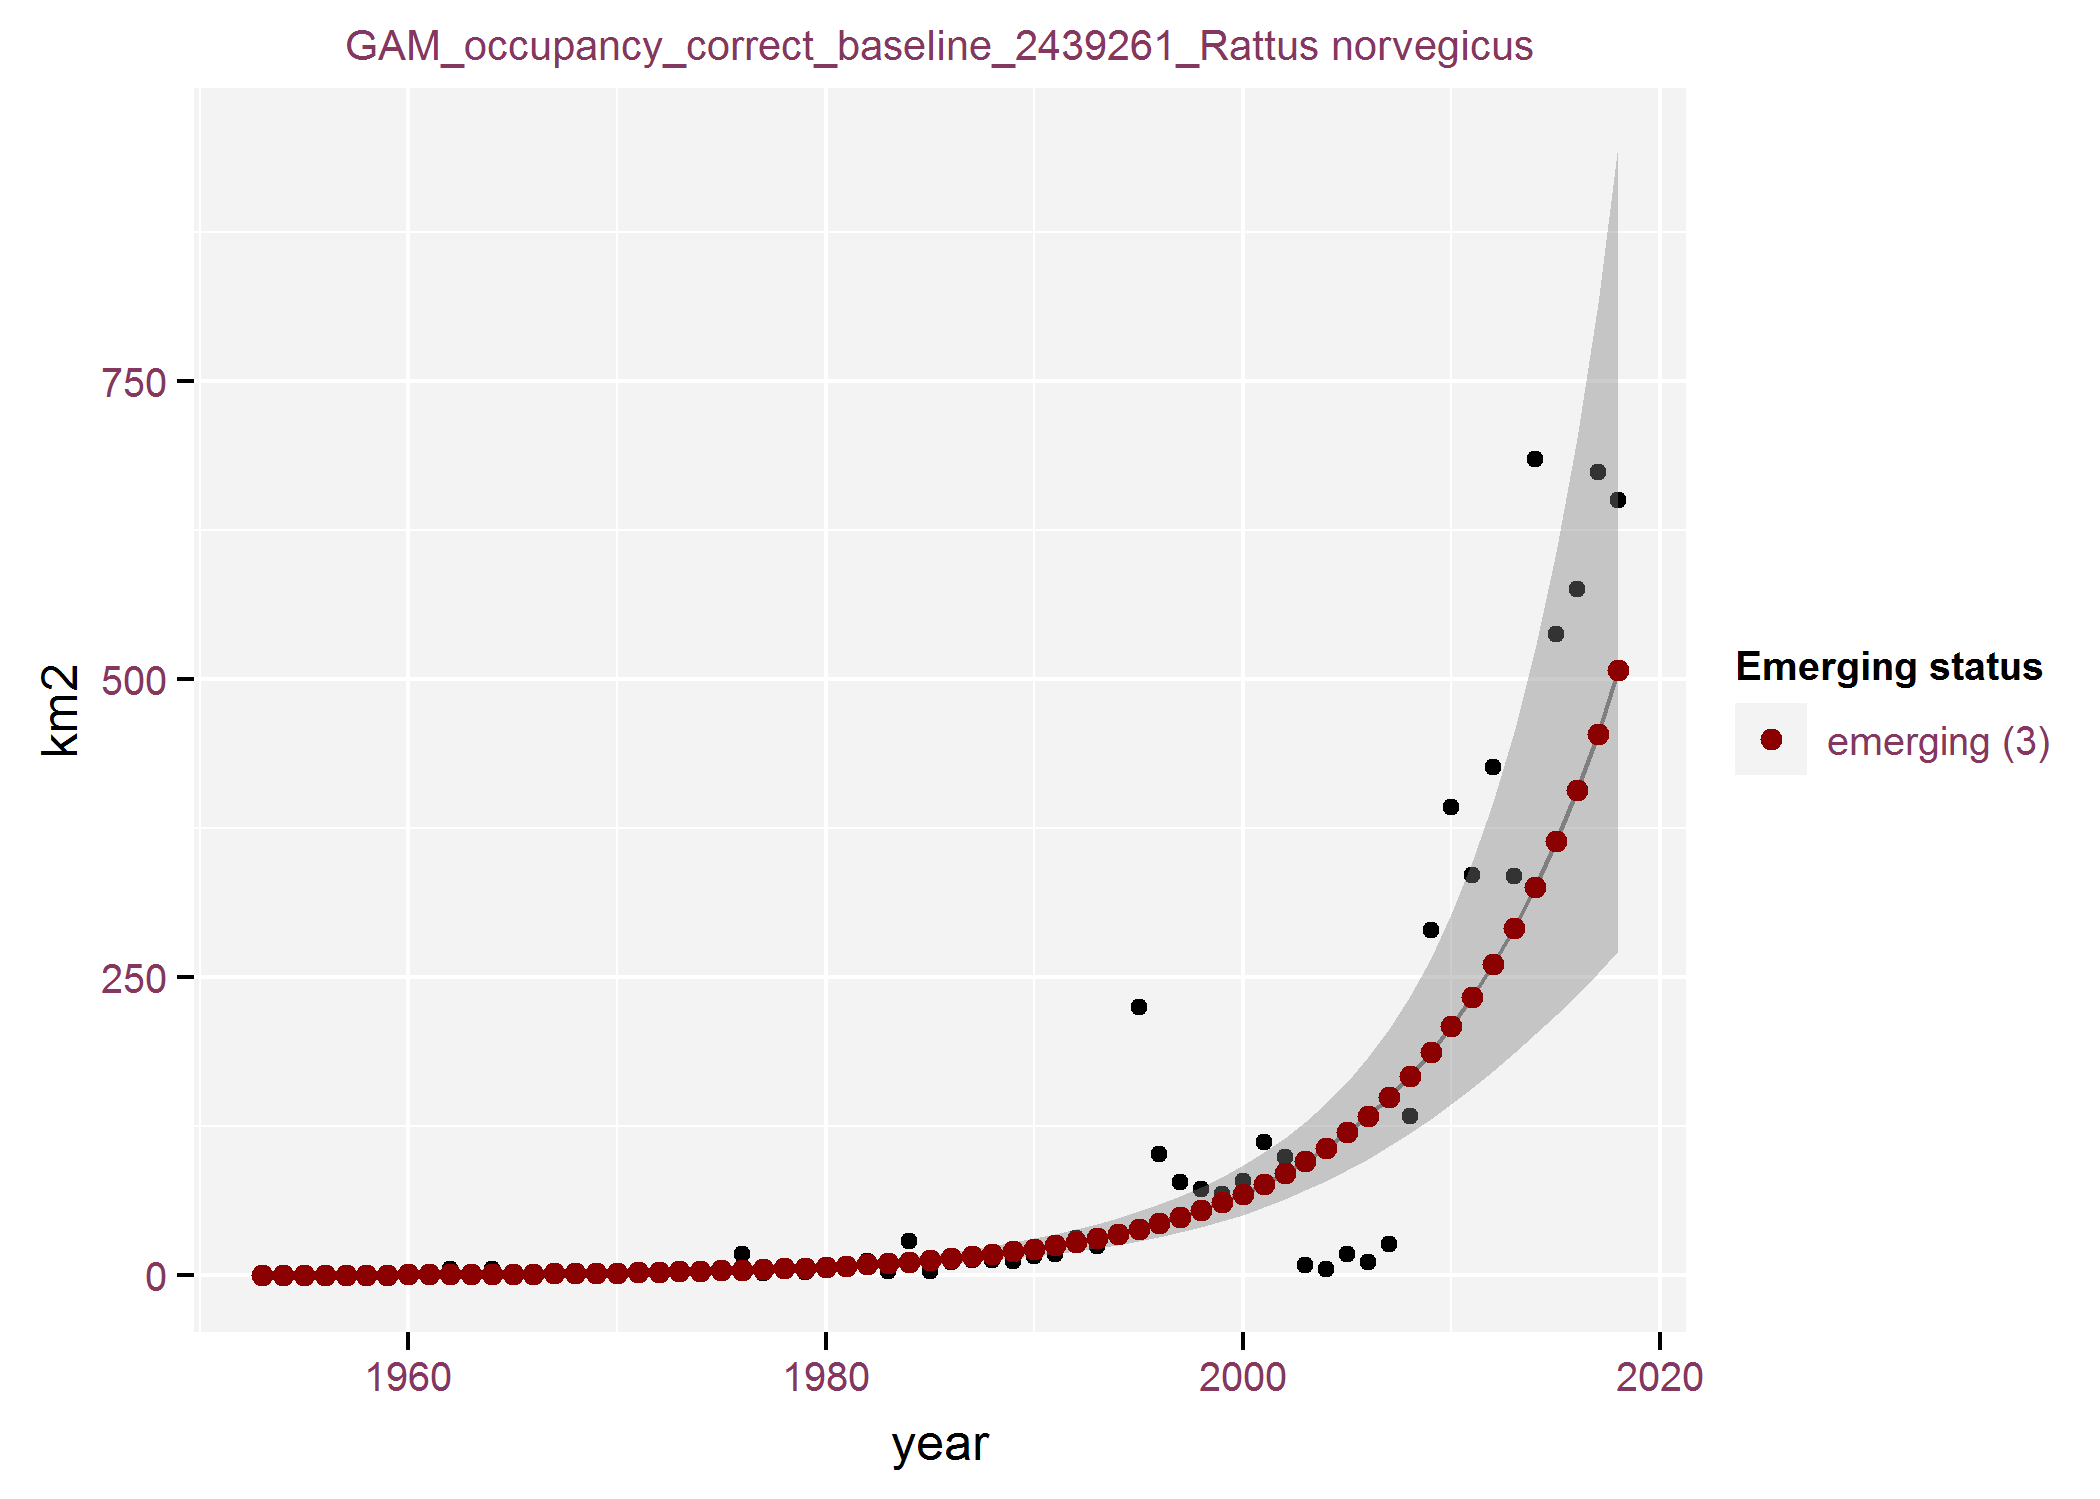 GAM_occupancy_correct_baseline_2439261_Rattus norvegicus
km2
750
500
250
0
1960
1980
2000
2020
year
Emerging status
emerging (3)